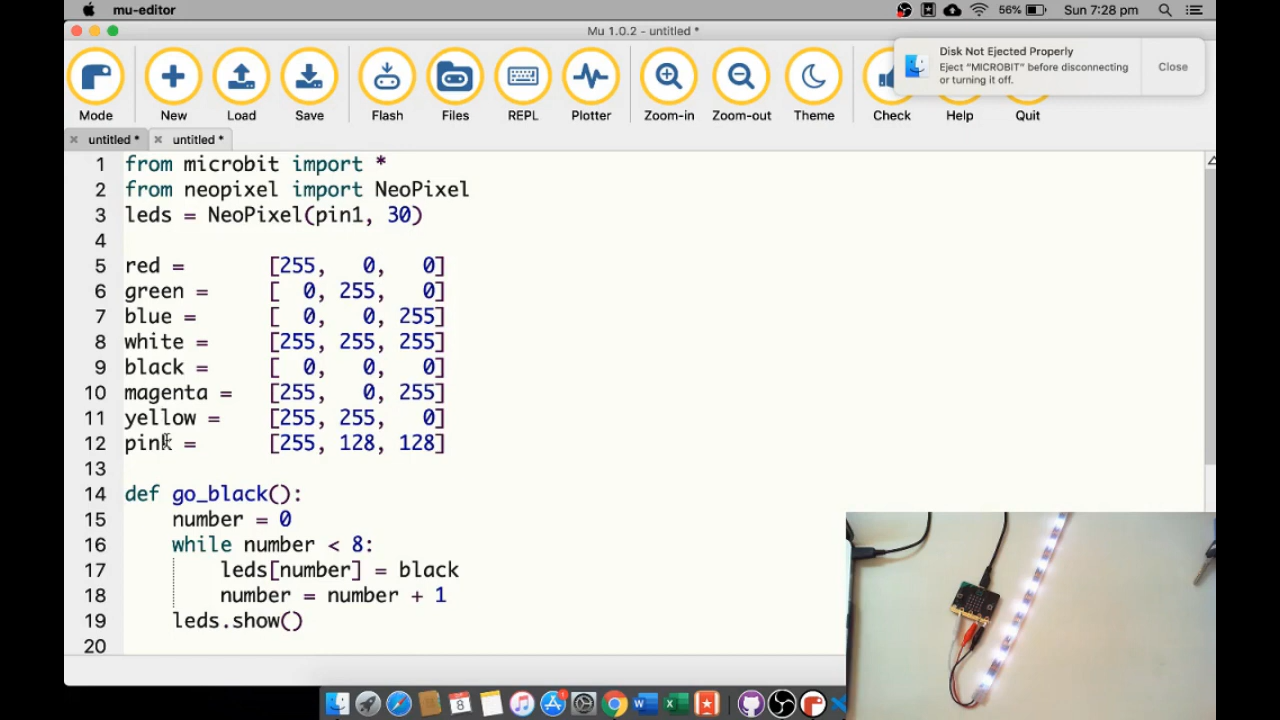 mu-editor 56% Sun 7:28 pm
Mu 1.0.2 - untitled *
Disk Not Ejected Properly
Eject “MICROBIT” before disconnecting
or turning it off.
Close
Mode New Load Save Flash Files REPL Plotter Zoom-in Zoom-out Theme Check Help Quit
untitled * untitled *
1 from microbit import *
2 from neopixel import NeoPixel
3 leds = NeoPixel(pin1, 30)
4
5 red = [255, 0, 0]
6 green = [ 0, 255, 0]
7 blue = [ 0, 0, 255]
8 white = [255, 255, 255]
9 black = [ 0, 0, 0]
10 magenta = [255, 0, 255]
11 yellow = [255, 255, 0]
12 pink = [255, 128, 128]
13
14 def go_black():
15 number = 0
16 while number < 8:
17 leds[number] = black
18 number = number + 1
19 leds.show()
20